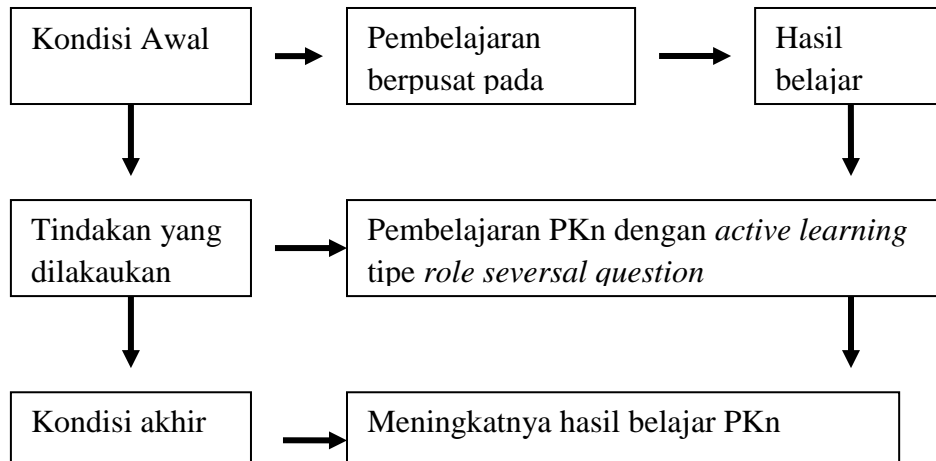 Kondisi Awal
Pembelajaran
berpusat pada
Hasil
belajar
Tindakan yang
dilakaukan
Pembelajaran PKn dengan active learning
tipe role seversal question
Kondisi akhir
Meningkatnya hasil belajar PKn